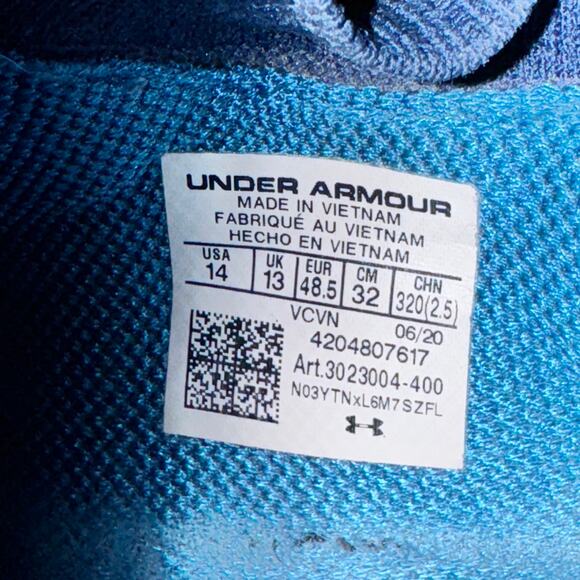 UNDER ARMOUR
MADE IN VIETNAM
FABRIQUÉ AU VIETNAM
HECHO EN VIETNAM
USA UK EUR CM CHN
14 13 48.5 32 320(2.5)
VCVN 06/20
4204807617
Art.3023004-400
N03YTNxL6M7SZFL